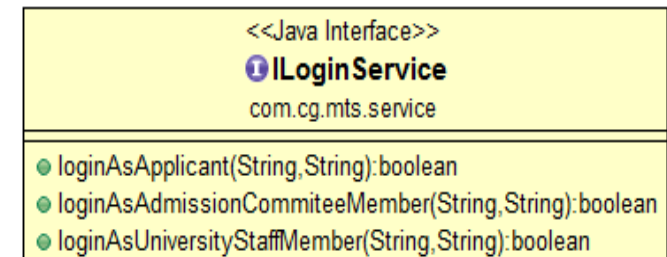 <<Java Interface>>
I ILoginService
com.cg.mts.service
loginAsApplicant(String,String):boolean
loginAsAdmissionCommiteeMember(String,String):boolean
loginAsUniversityStaffMember(String,String):boolean